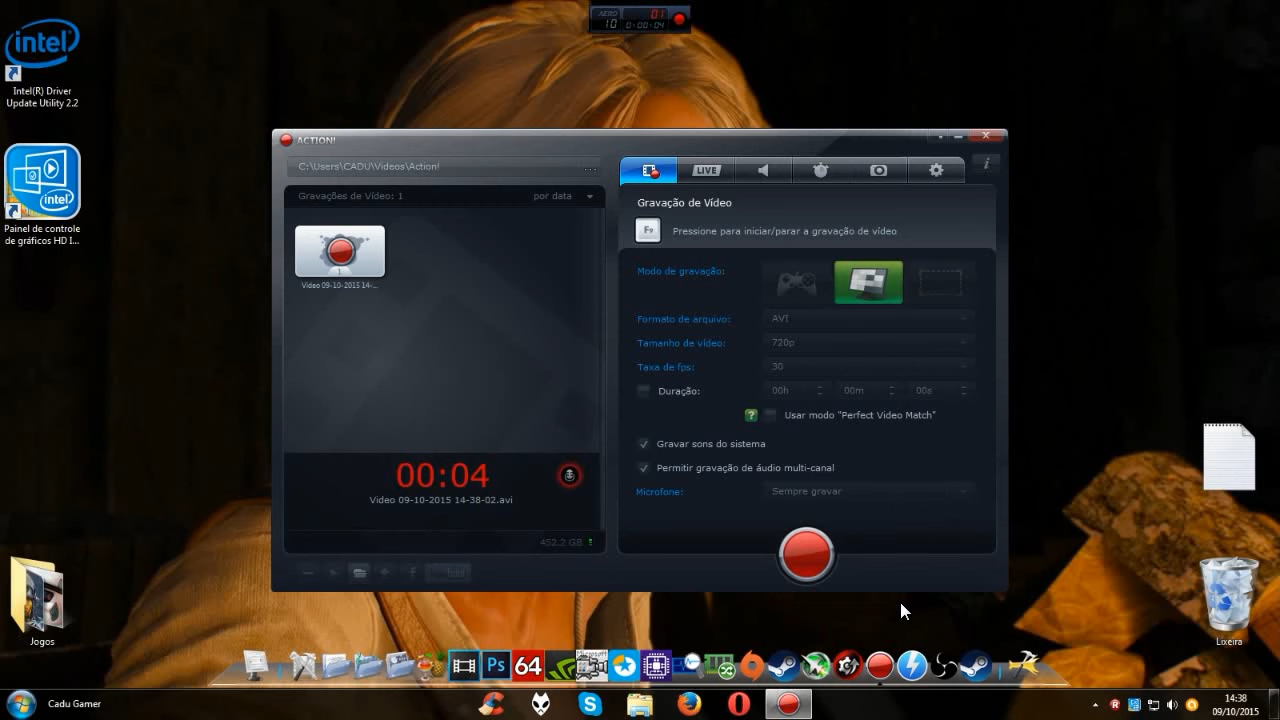 AERO
10
01
0:00:04
intel
Intel(R) Driver
Update Utility 2.2
intel
Painel de controle
de gráficos HD I...
ACTION!
C:\Users\CADU\Videos\Action!
...
LIVE
i
Gravações de Vídeo: 1
por data
Gravação de Vídeo
F9
Pressione para iniciar/parar a gravação de vídeo
1
Video 09-10-2015 14-...
Modo de gravação:
Formato de arquivo:
AVI
Tamanho de vídeo:
720p
Taxa de fps:
30
Duração:
00h
00m
00s
?
Usar modo "Perfect Video Match"
Gravar sons do sistema
Permitir gravação de áudio multi-canal
Microfone:
Sempre gravar
00:04
Video 09-10-2015 14-38-02.avi
452.2 GB
Jogos
Lixeira
Ps
64
Microsoft
Cadu Gamer
14:38
09/10/2015